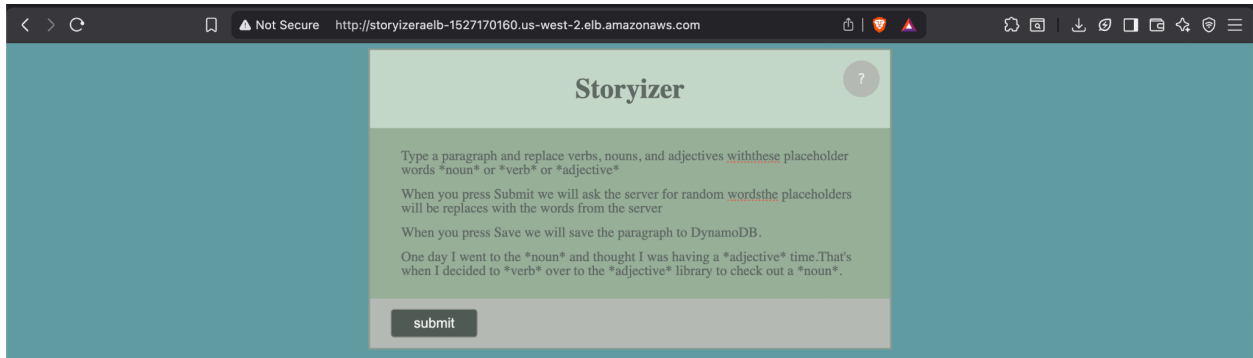 Not Secure http://storyizeraelb-1527170160.us-west-2.elb.amazonaws.com
Storyizer
?
Type a paragraph and replace verbs, nouns, and adjectives withthese placeholder
words *noun* or *verb* or *adjective*
When you press Submit we will ask the server for random wordsthe placeholders
will be replaces with the words from the server
When you press Save we will save the paragraph to DynamoDB.
One day I went to the *noun* and thought I was having a *adjective* time.That's
when I decided to *verb* over to the *adjective* library to check out a *noun*.
submit